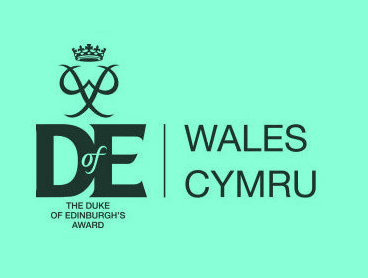 DofE
THE DUKE
OF EDINBURGH'S
AWARD
WALES
CYMRU